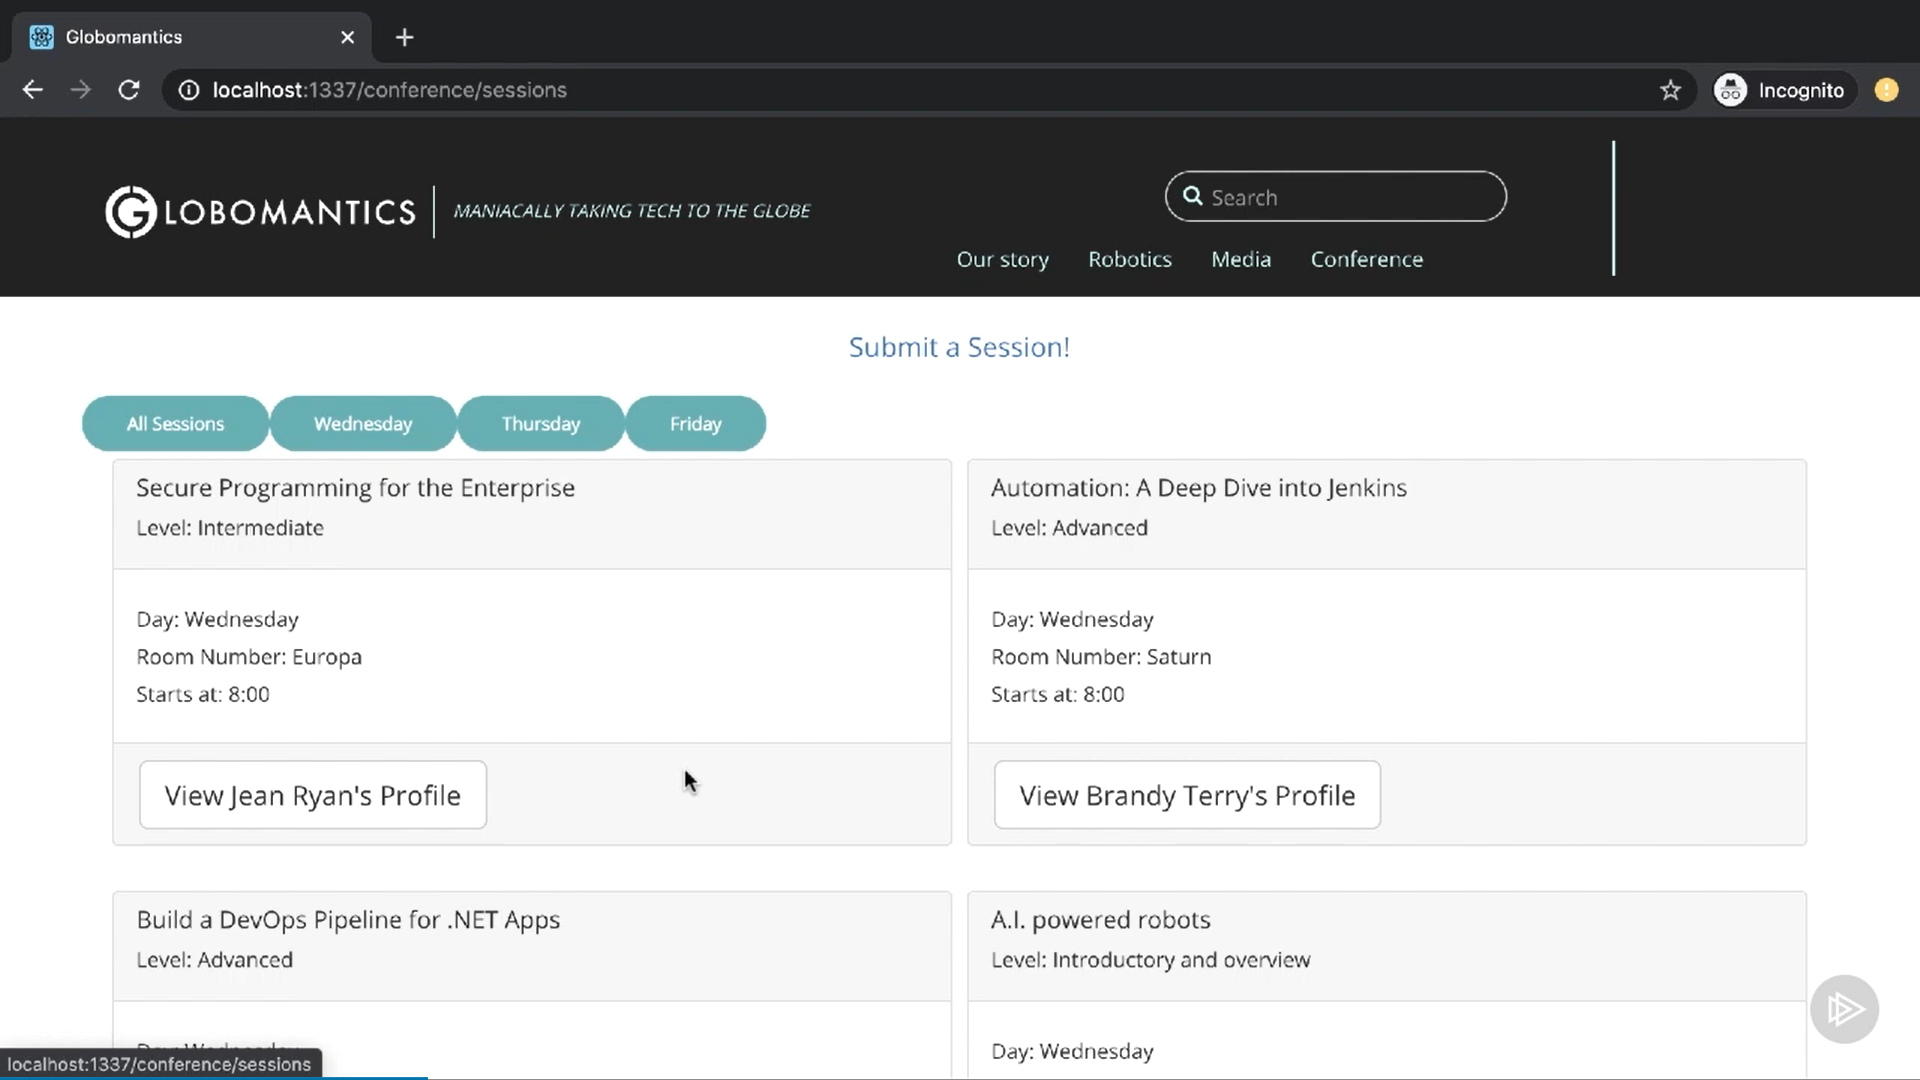 Globomantics
localhost:1337/conference/sessions
Incognito
GLOBOMANTICS
MANIACALLY TAKING TECH TO THE GLOBE
Search
Our story Robotics Media Conference
Submit a Session!
All Sessions Wednesday Thursday Friday
Secure Programming for the Enterprise
Level: Intermediate
Day: Wednesday
Room Number: Europa
Starts at: 8:00
View Jean Ryan's Profile
Automation: A Deep Dive into Jenkins
Level: Advanced
Day: Wednesday
Room Number: Saturn
Starts at: 8:00
View Brandy Terry's Profile
Build a DevOps Pipeline for .NET Apps
Level: Advanced
Day: Wednesday
A.I. powered robots
Level: Introductory and overview
Day: Wednesday
localhost:1337/conference/sessions